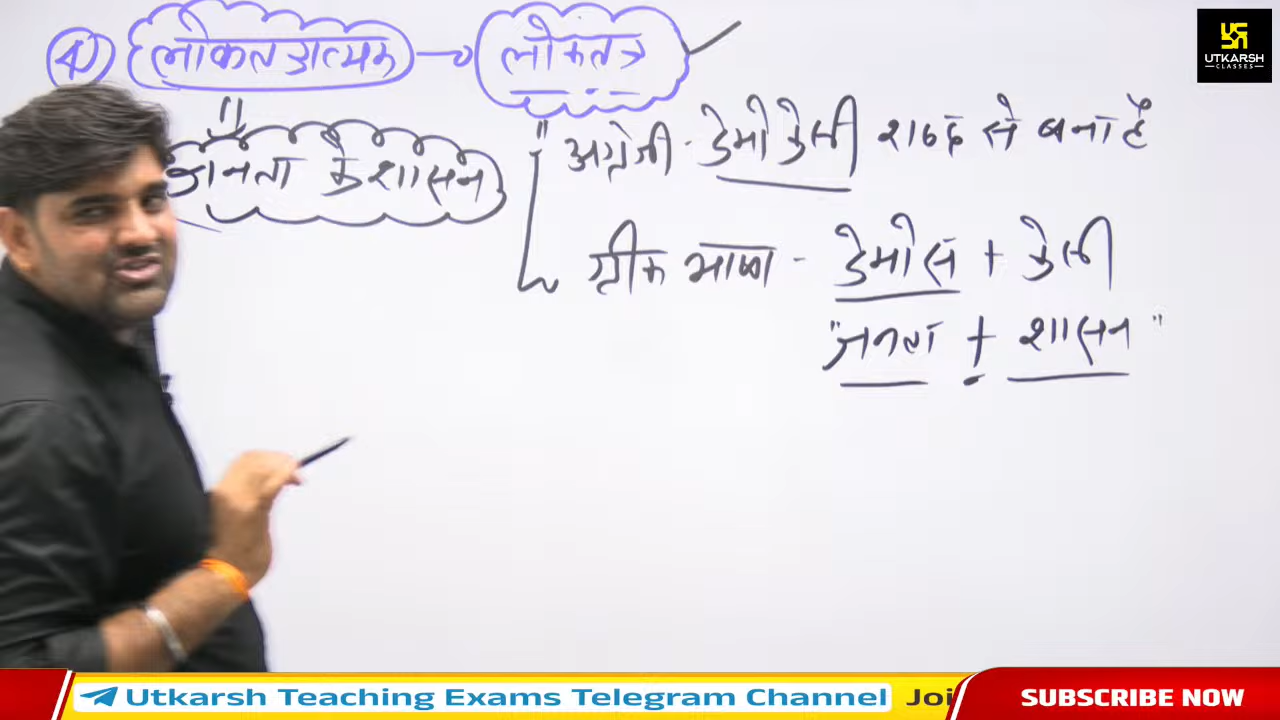 4) लोकतंत्रात्मक → लोकतंत्र
जनता के शासन
अंग्रेजी - डेमोक्रेसी शब्द से बना है
ग्रीक भाषा - डेमोस + क्रेसी
"जनता + शासन"
UTKARSH
CLASSES
Utkarsh Teaching Exams Telegram Channel Joi
SUBSCRIBE NOW